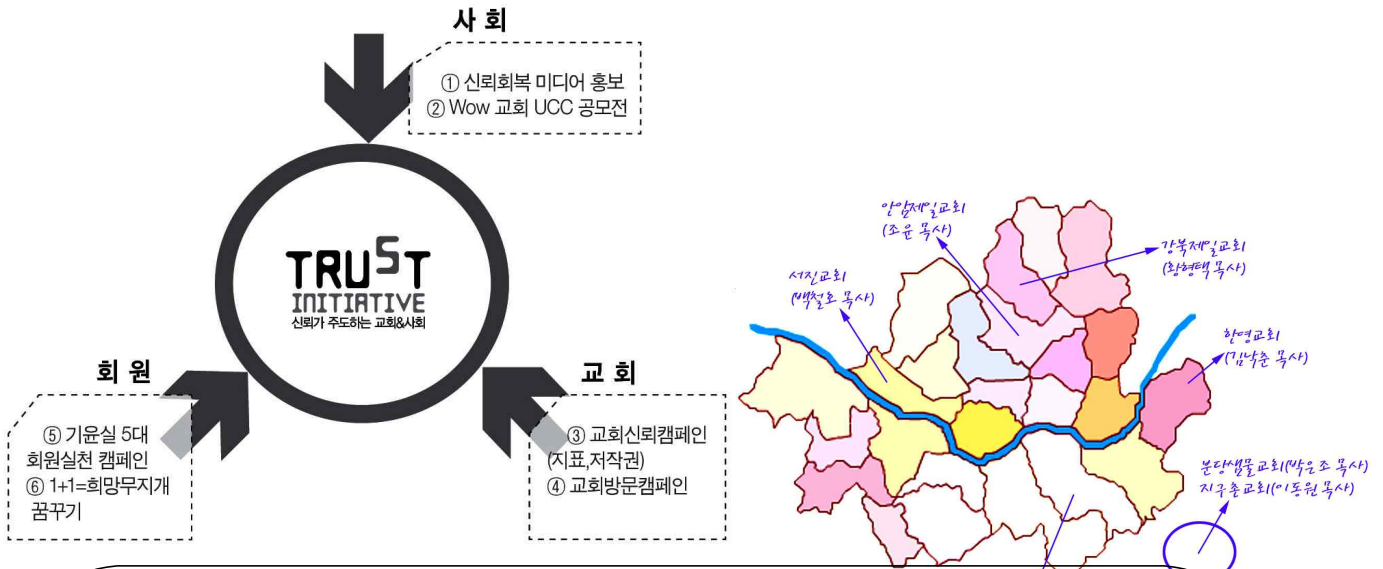 사 회
① 신뢰회복 미디어 홍보
② Wow 교회 UCC 공모전
TRUST
INITIATIVE
신뢰가 주도하는 교회&사회
회 원
⑤ 기윤실 5대
회원실천 캠페인
⑥ 1+1=희망무지개
꿈꾸기
교 회
③ 교회신뢰캠페인
(지표,저작권)
④ 교회방문캠페인
안암제일교회
(조윤 목사)
강북제일교회
(황형택 목사)
서진교회
(백철호 목사)
한영교회
(김낙춘 목사)
분당샘물교회(박은조 목사)
지구촌교회(이동원 목사)